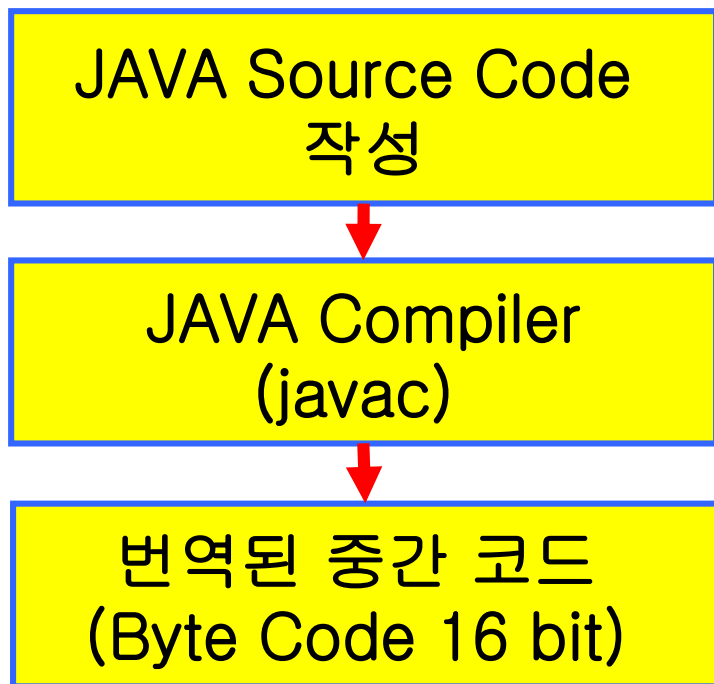 JAVA Source Code
작성
JAVA Compiler
(javac)
번역된 중간 코드
(Byte Code 16 bit)